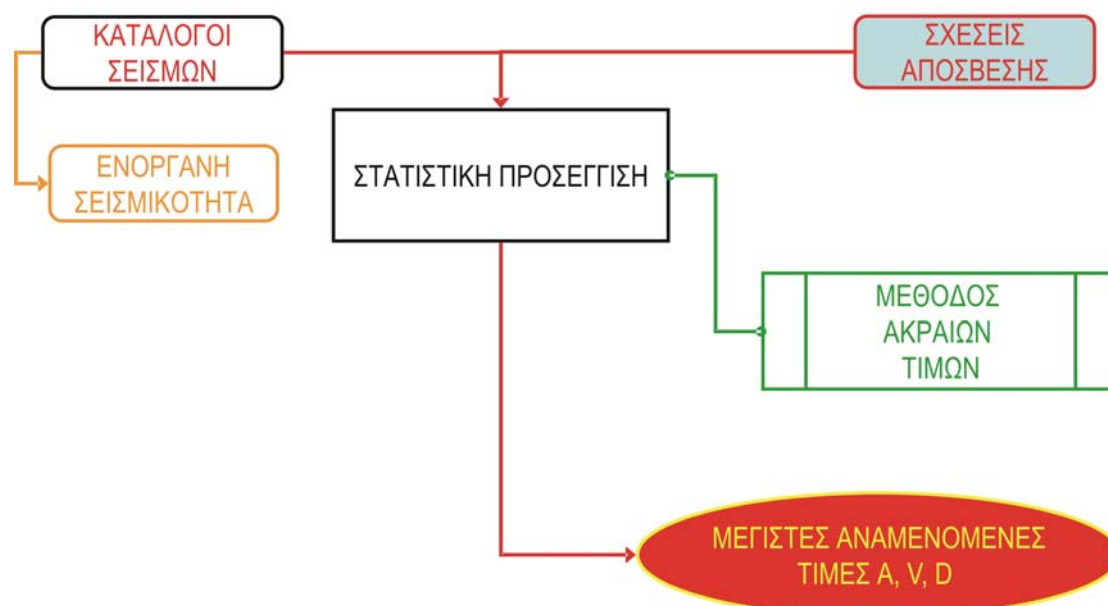 ΚΑΤΑΛΟΓΟΙ
ΣΕΙΣΜΩΝ
ΣΧΕΣΕΙΣ
ΑΠΟΣΒΕΣΗΣ
ΕΝΟΡΓΑΝΗ
ΣΕΙΣΜΙΚΟΤΗΤΑ
ΣΤΑΤΙΣΤΙΚΗ ΠΡΟΣΕΓΓΙΣΗ
ΜΕΘΟΔΟΣ
ΑΚΡΑΙΩΝ
ΤΙΜΩΝ
ΜΕΓΙΣΤΕΣ ΑΝΑΜΕΝΟΜΕΝΕΣ
ΤΙΜΕΣ A, V, D